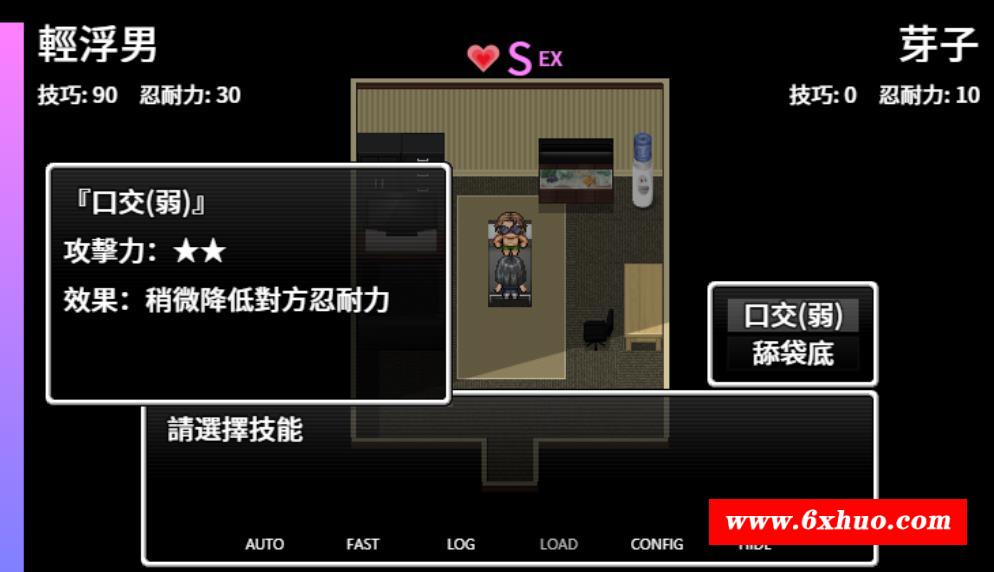 輕浮男
技巧: 90 忍耐力: 30
SEX
芽子
技巧: 0 忍耐力: 10
『口交(弱)』
攻擊力：★★
效果：稍微降低對方忍耐力
口交(弱)
舔袋底
請選擇技能
www.6xhuo.com
AUTO FAST LOG LOAD CONFIG HIDE